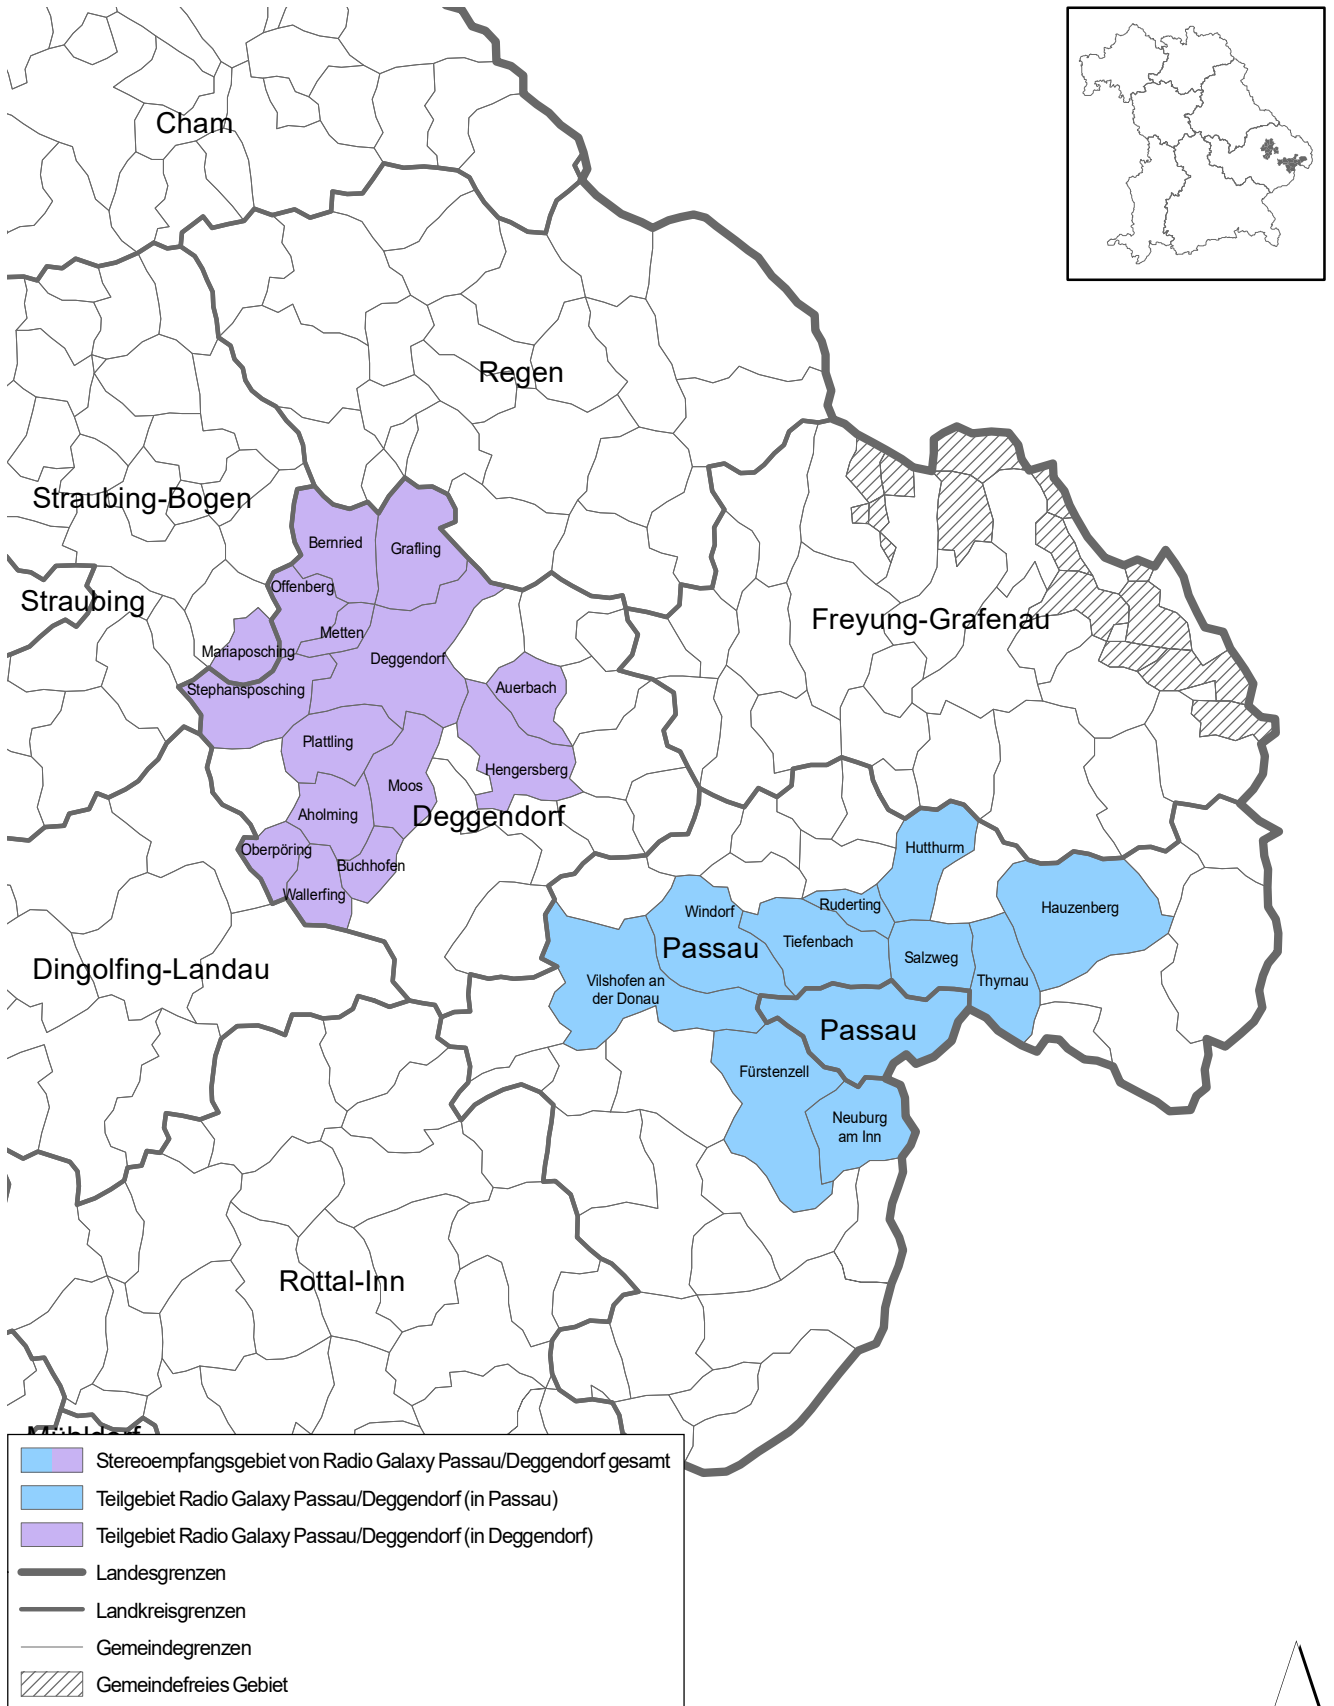 Cham
Regen
Straubing-Bogen
Bernried
Grafling
Offenberg
Straubing
Freyung-Grafenau
Metten
Mariaposching
Deggendorf
Stephansposching
Auerbach
Plattling
Hengersberg
Moos
Aholming
Deggendorf
Oberpöring
Hutthurm
Buchhofen
Wallerfing
Ruderting
Hauzenberg
Windorf
Tiefenbach
Passau
Salzweg
Dingolfing-Landau
Vilshofen an
der Donau
Thyrnau
Passau
Fürstenzell
Neuburg
am Inn
Rottal-Inn
Mühldorf
Stereoempfangsgebiet von Radio Galaxy Passau/Deggendorf gesamt
Teilgebiet Radio Galaxy Passau/Deggendorf (in Passau)
Teilgebiet Radio Galaxy Passau/Deggendorf (in Deggendorf)
Landesgrenzen
Landkreisgrenzen
Gemeindegrenzen
Gemeindefreies Gebiet